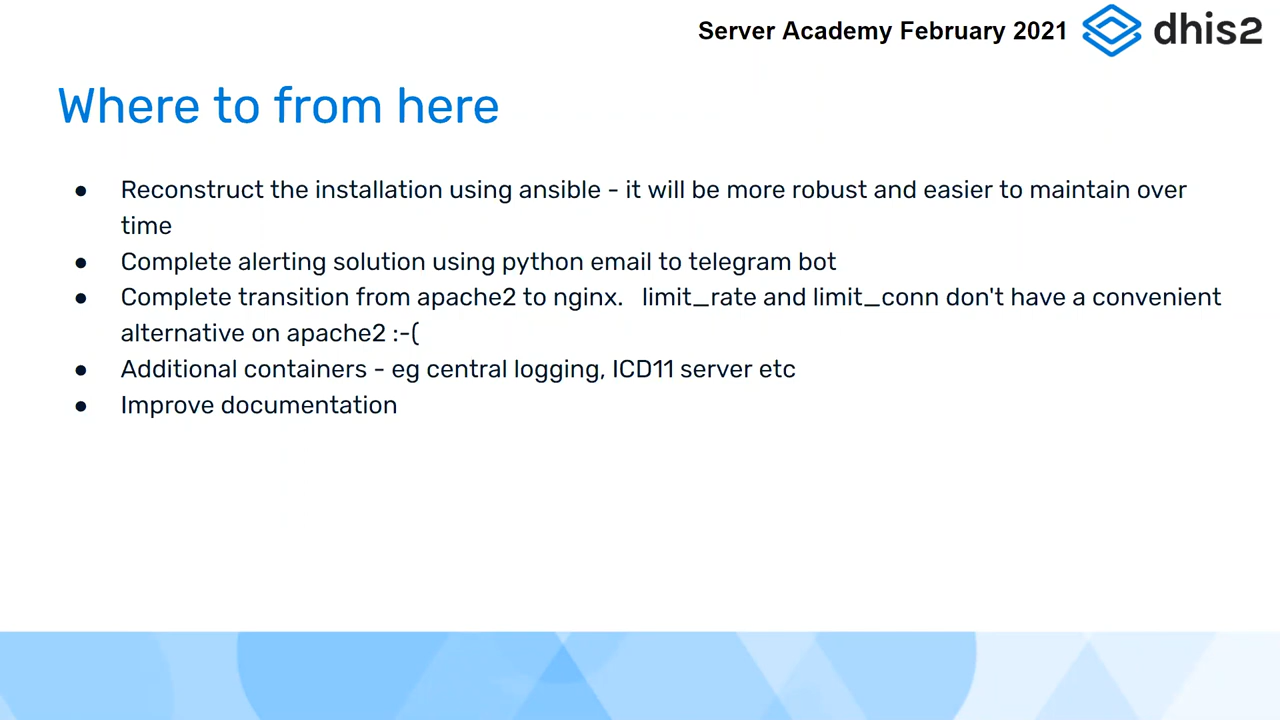 Server Academy February 2021
dhis2
Where to from here
● Reconstruct the installation using ansible - it will be more robust and easier to maintain over
time
● Complete alerting solution using python email to telegram bot
● Complete transition from apache2 to nginx.   limit_rate and limit_conn don't have a convenient
alternative on apache2 :-(
● Additional containers - eg central logging, ICD11 server etc
● Improve documentation